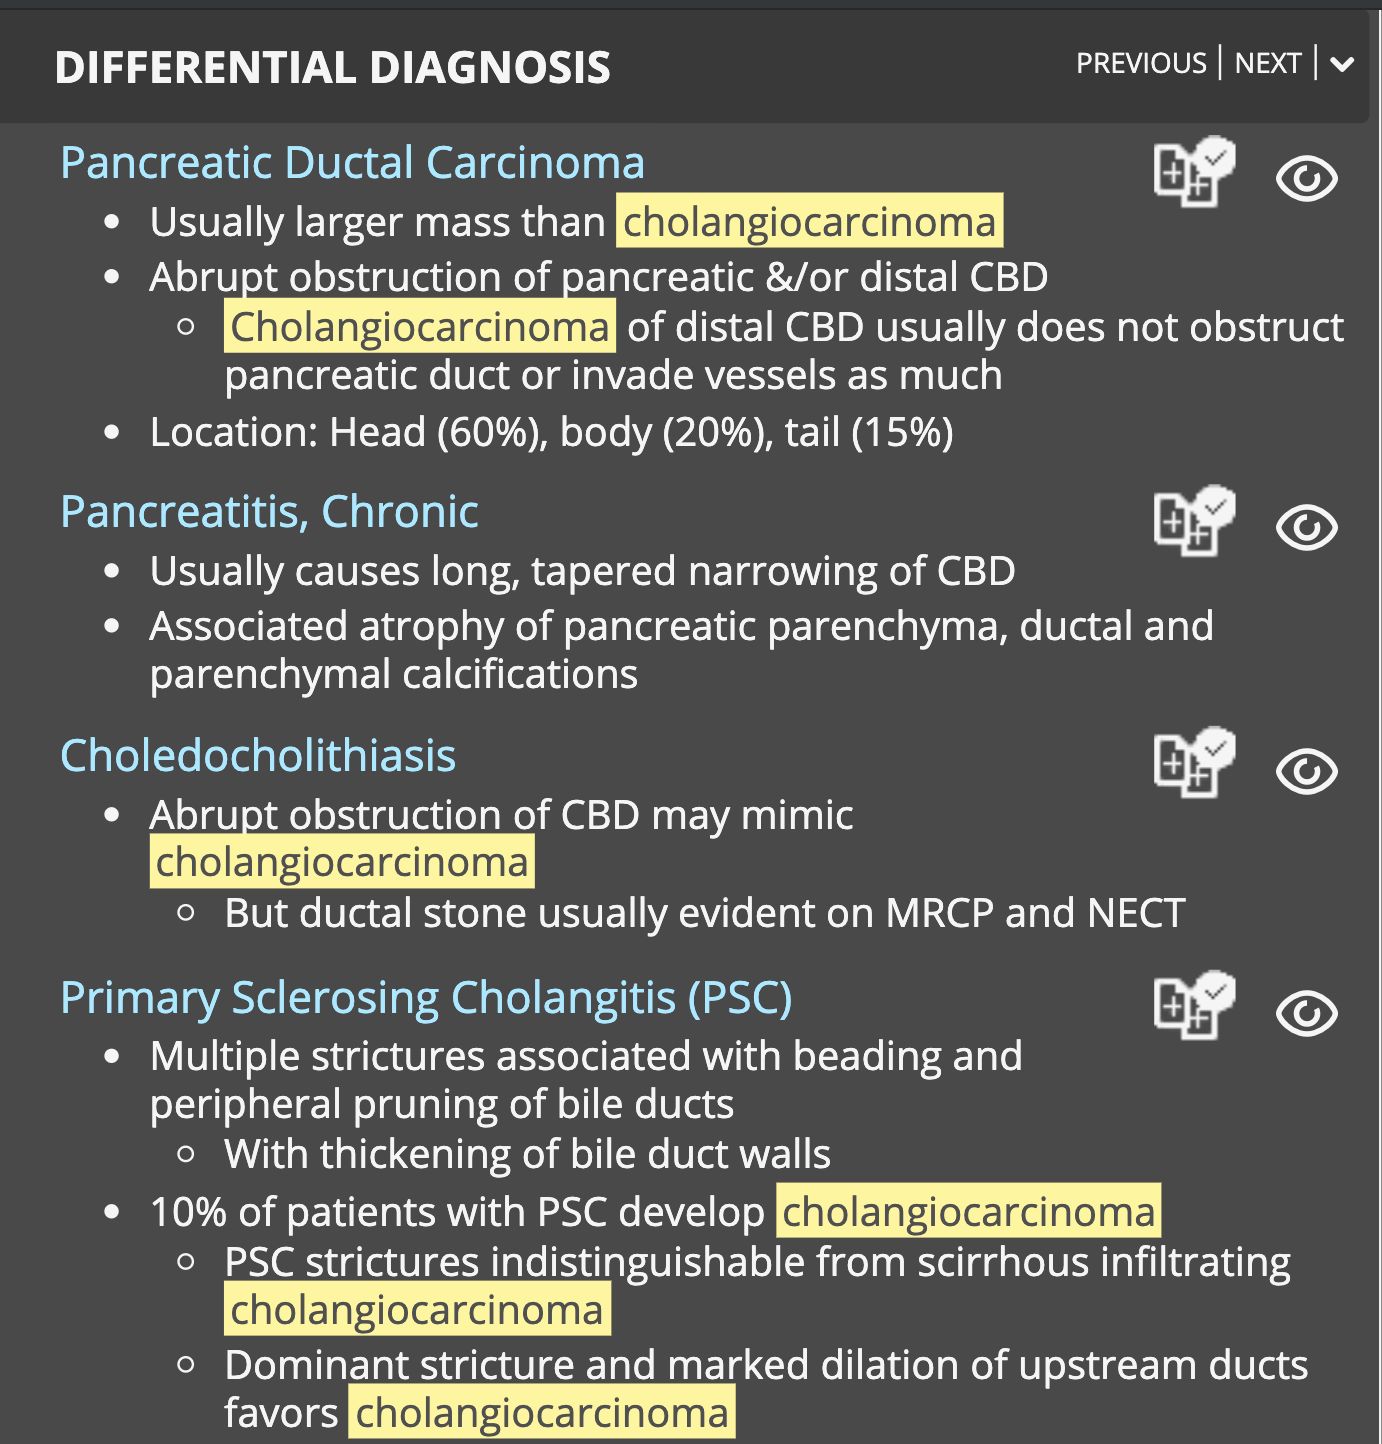 DIFFERENTIAL DIAGNOSIS
PREVIOUS | NEXT |
Pancreatic Ductal Carcinoma
• Usually larger mass than cholangiocarcinoma
• Abrupt obstruction of pancreatic &/or distal CBD
○ Cholangiocarcinoma of distal CBD usually does not obstruct
pancreatic duct or invade vessels as much
• Location: Head (60%), body (20%), tail (15%)
Pancreatitis, Chronic
• Usually causes long, tapered narrowing of CBD
• Associated atrophy of pancreatic parenchyma, ductal and
parenchymal calcifications
Choledocholithiasis
• Abrupt obstruction of CBD may mimic
cholangiocarcinoma
○ But ductal stone usually evident on MRCP and NECT
Primary Sclerosing Cholangitis (PSC)
• Multiple strictures associated with beading and
peripheral pruning of bile ducts
○ With thickening of bile duct walls
• 10% of patients with PSC develop cholangiocarcinoma
○ PSC strictures indistinguishable from scirrhous infiltrating
cholangiocarcinoma
○ Dominant stricture and marked dilation of upstream ducts
favors cholangiocarcinoma